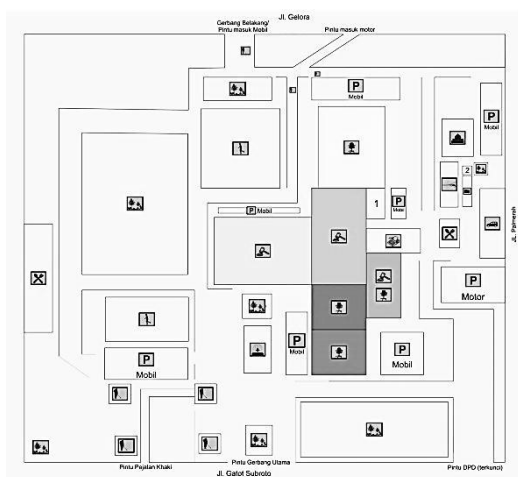 Jl. Gelora
Gerbang Belakang/
Pintu masuk Mobil
Pintu masuk motor
P
Mobil
P
Mobil
2
P Mobil
1
P
Mobil
Jl. Palmerah
P
Motor
P
Mobil
P
Mobil
P
Mobil
Pintu Pejalan Khaki
Pintu Gerbang Utama
Jl. Gatot Subroto
Pintu DPD (terkunci)